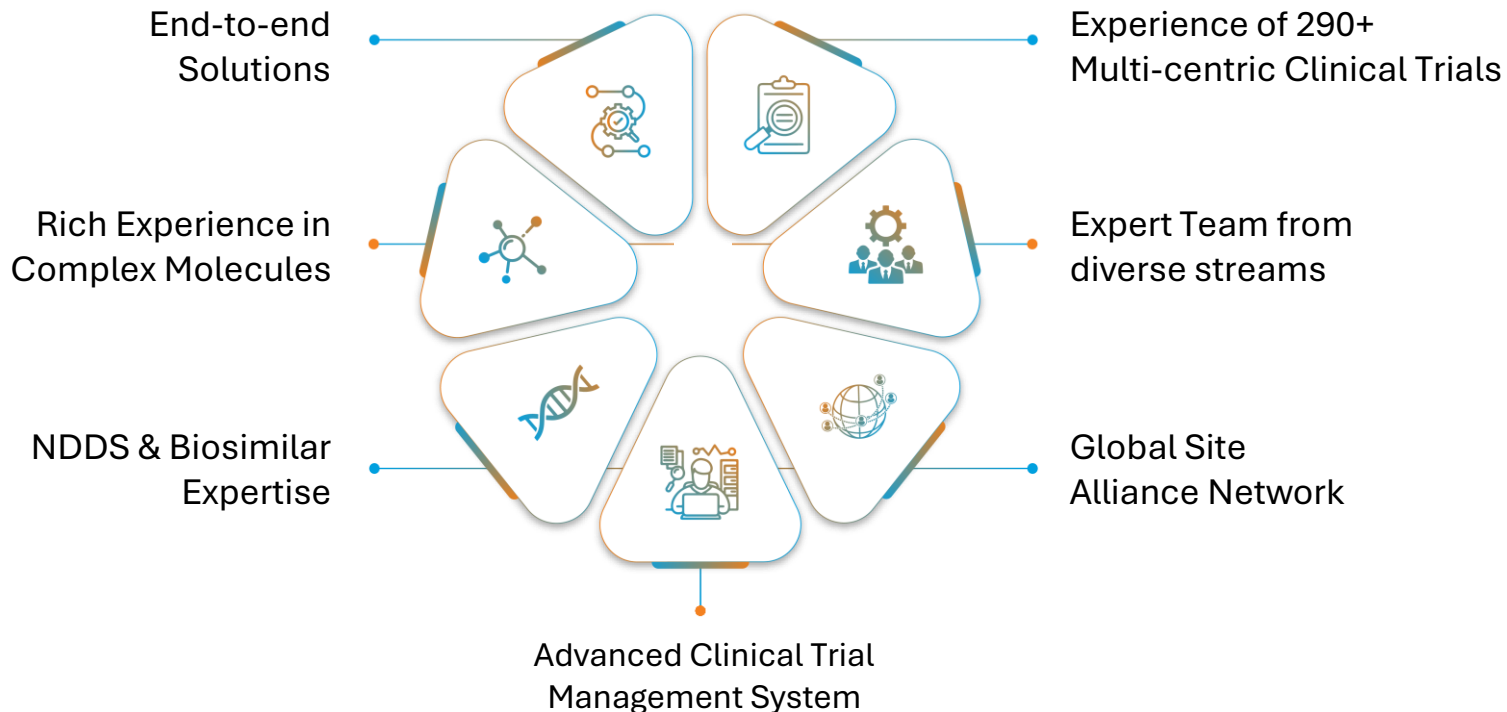 End-to-end
Solutions
Experience of 290+
Multi-centric Clinical Trials
Rich Experience in
Complex Molecules
Expert Team from
diverse streams
NDDS & Biosimilar
Expertise
Global Site
Alliance Network
Advanced Clinical Trial
Management System